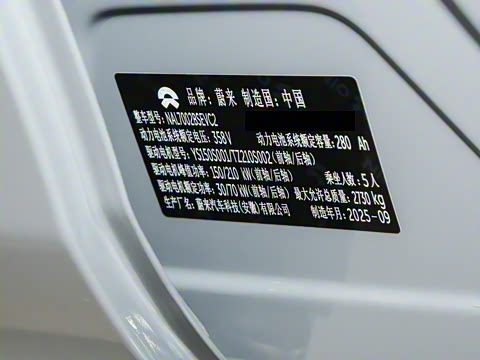 品牌：蔚来 制造国：中国
整车型号：NAL7002BSEVC2
动力电池系统额定电压：358V 动力电池系统额定容量：280 Ah
驱动电机型号：YS150S001/TZ210S002（前轴/后轴）
驱动电机峰值功率：150/210 kW（前轴/后轴） 乘坐人数：5人
驱动电机额定功率：30/70 kW（前轴/后轴） 最大允许总质量：2730 kg
生产厂名：蔚来汽车科技（安徽）有限公司 制造年月：2025-09